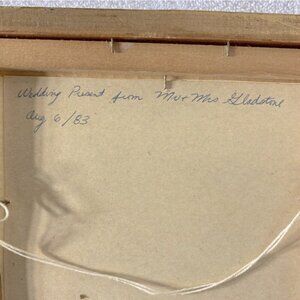 Wedding Present from Mr + Mrs Gladstone
Aug 6/83